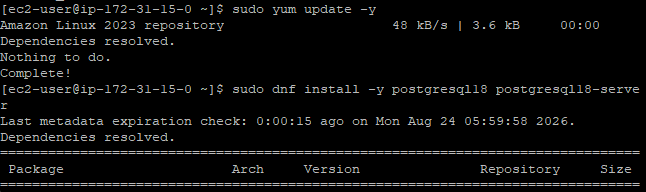 [ec2-user@ip-172-31-15-0 ~]$ sudo yum update -y
Amazon Linux 2023 repository                     48 kB/s | 3.6 kB     00:00
Dependencies resolved.
Nothing to do.
Complete!
[ec2-user@ip-172-31-15-0 ~]$ sudo dnf install -y postgresql18 postgresql18-serve
r
Last metadata expiration check: 0:00:15 ago on Mon Aug 24 05:59:58 2026.
Dependencies resolved.
================================================================================
 Package                    Arch     Version               Repository     Size
================================================================================